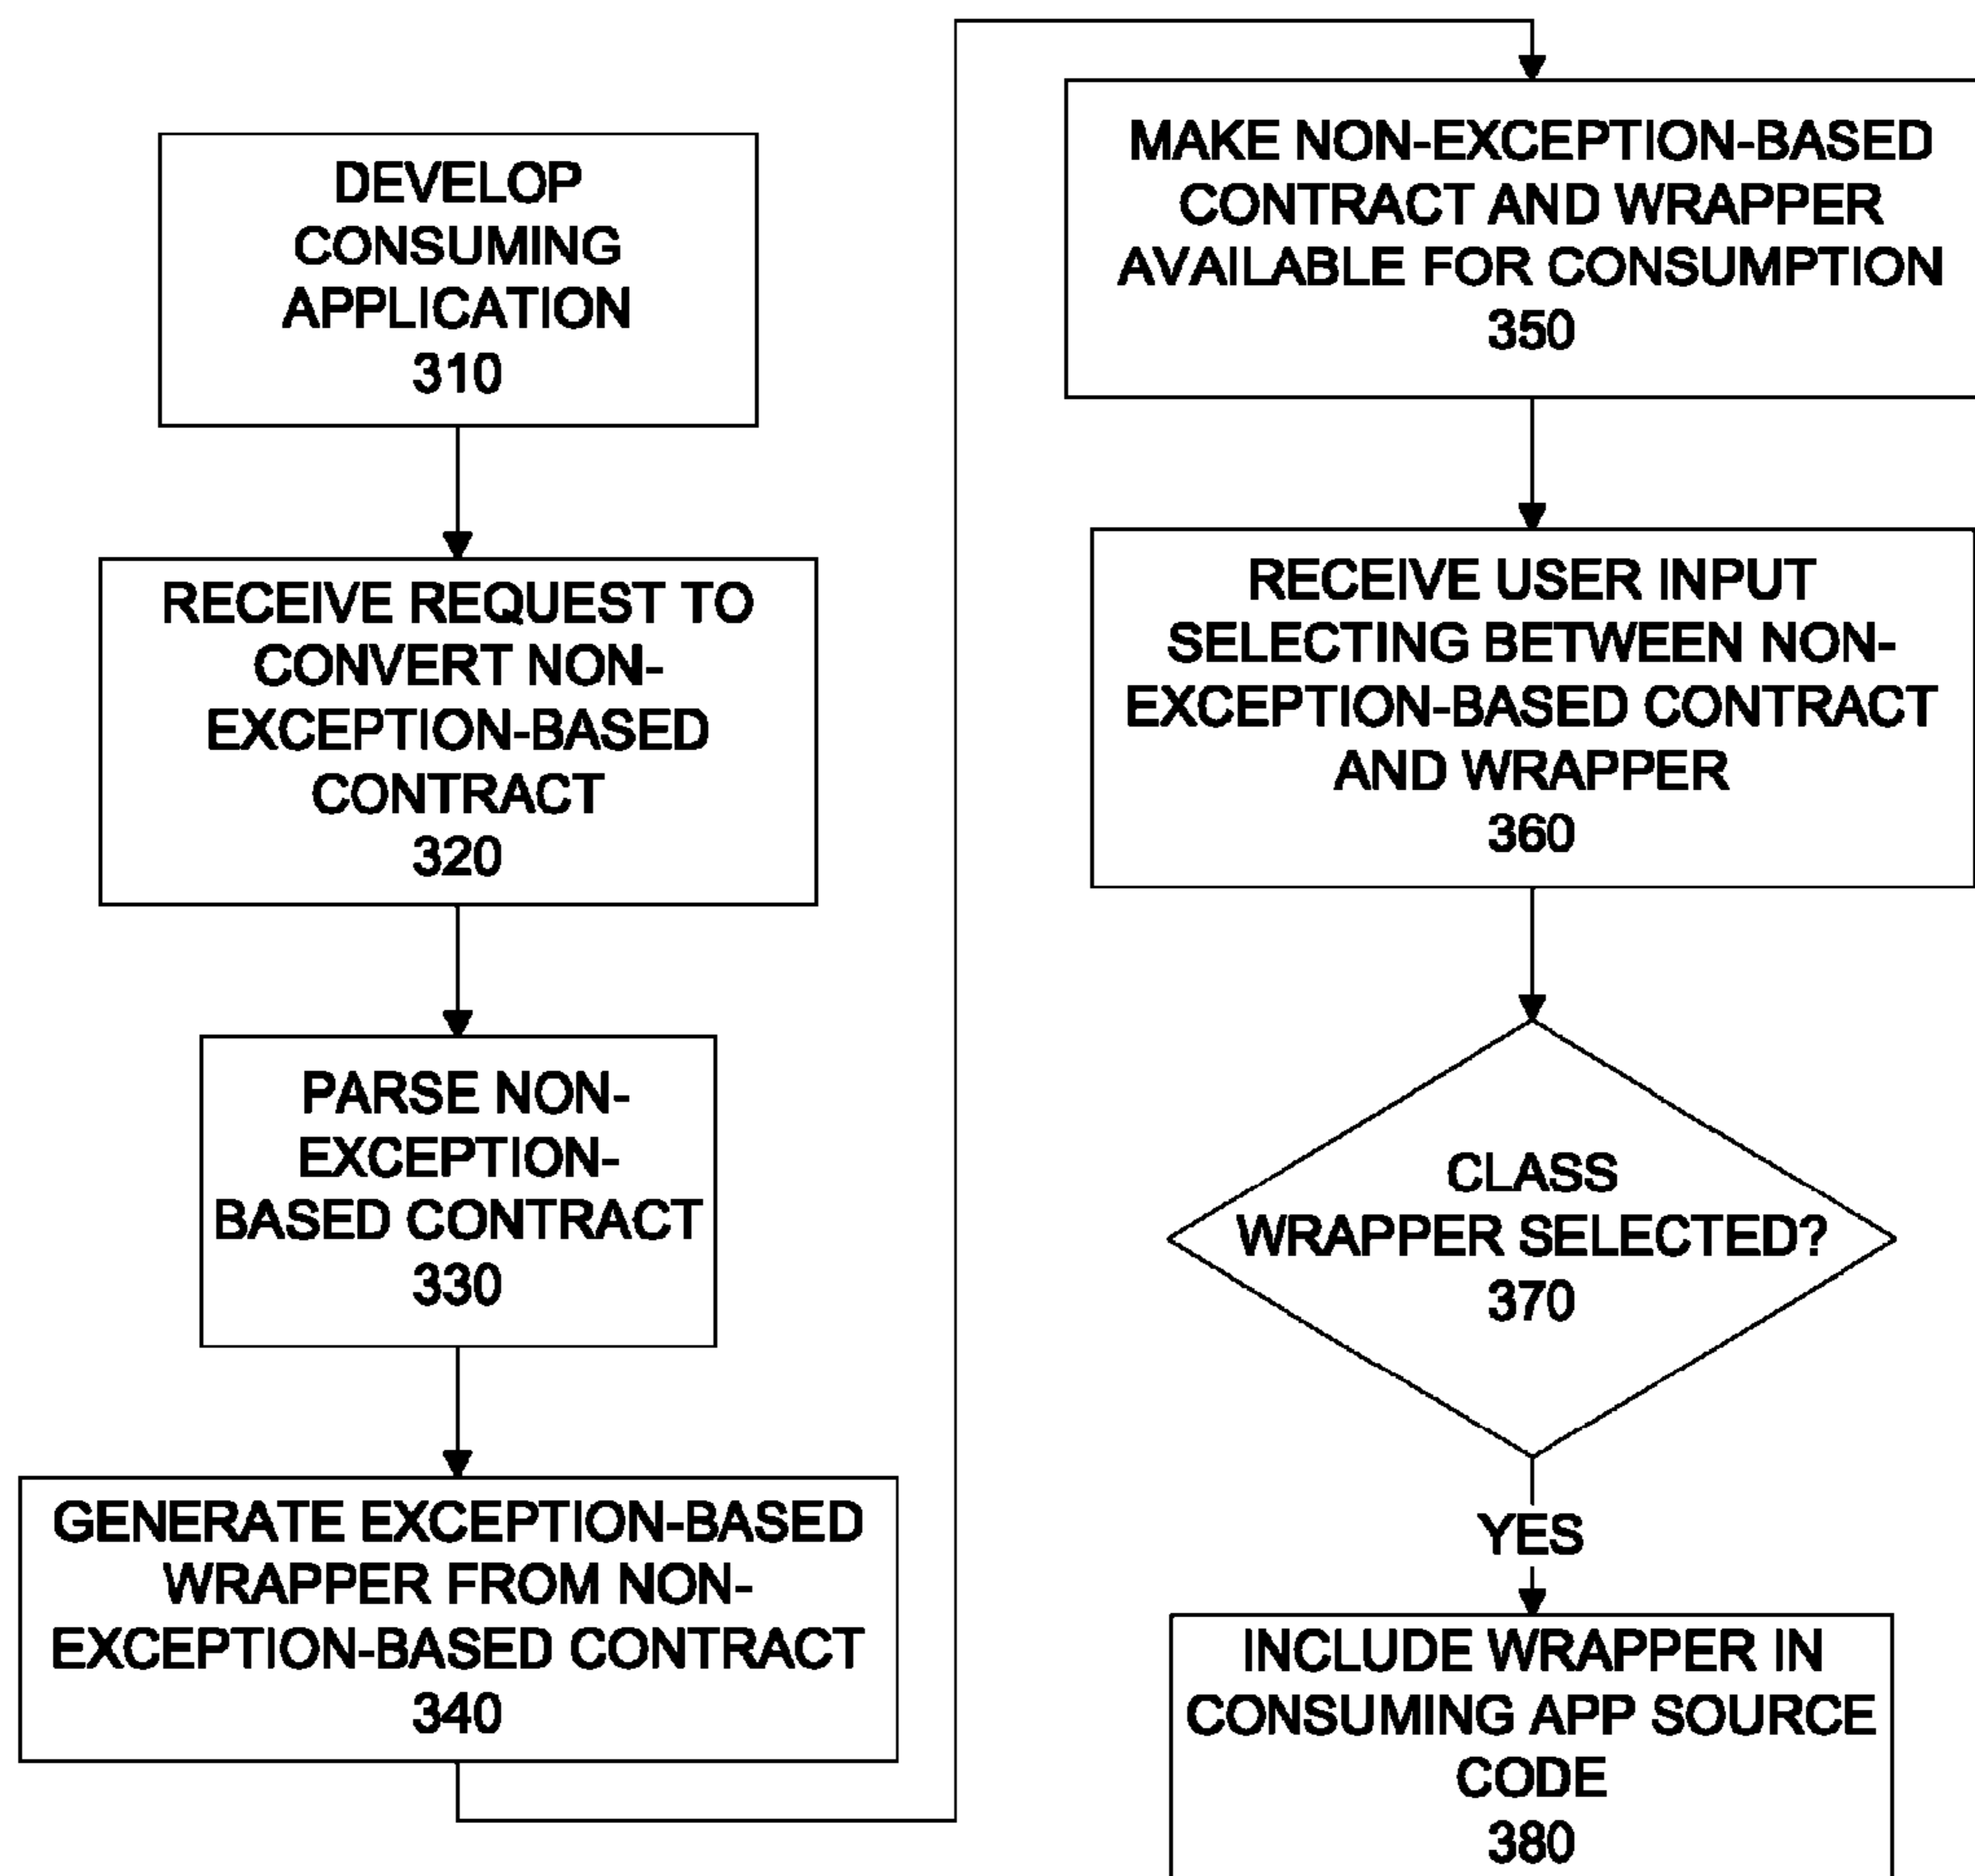 DEVELOP
CONSUMING
APPLICATION
310
RECEIVE REQUEST TO
CONVERT NON-
EXCEPTION-BASED
CONTRACT
320
PARSE NON-
EXCEPTION-
BASED CONTRACT
330
GENERATE EXCEPTION-BASED
WRAPPER FROM NON-
EXCEPTION-BASED CONTRACT
340
MAKE NON-EXCEPTION-BASED
CONTRACT AND WRAPPER
AVAILABLE FOR CONSUMPTION
350
RECEIVE USER INPUT
SELECTING BETWEEN NON-
EXCEPTION-BASED CONTRACT
AND WRAPPER
360
CLASS
WRAPPER SELECTED?
370
YES
INCLUDE WRAPPER IN
CONSUMING APP SOURCE
CODE
380